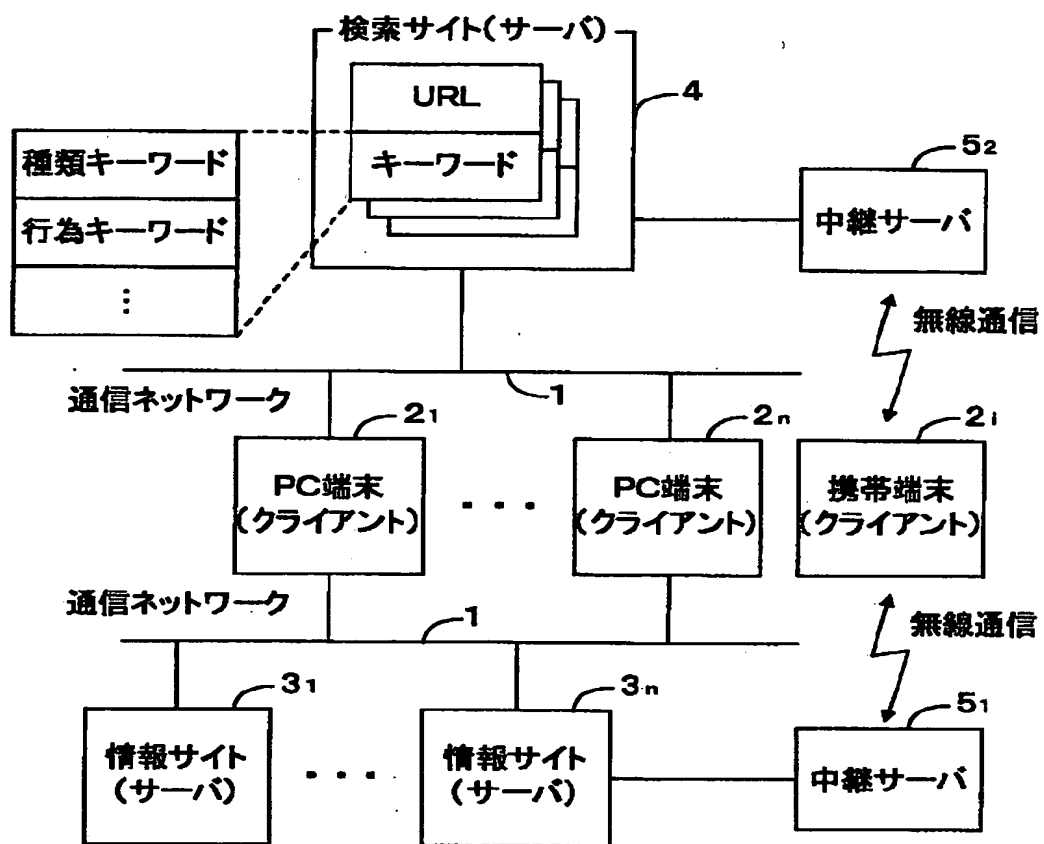 検索サイト(サーバ)
URL
4
キーワード
種類キーワード
行為キーワード
⋮
52
中継サーバ
無線通信
通信ネットワーク
1
21
2n
2i
PC端末
(クライアント)
・・・
PC端末
(クライアント)
携帯端末
(クライアント)
通信ネットワーク
1
無線通信
31
3n
51
情報サイト
(サーバ)
・・・
情報サイト
(サーバ)
中継サーバ